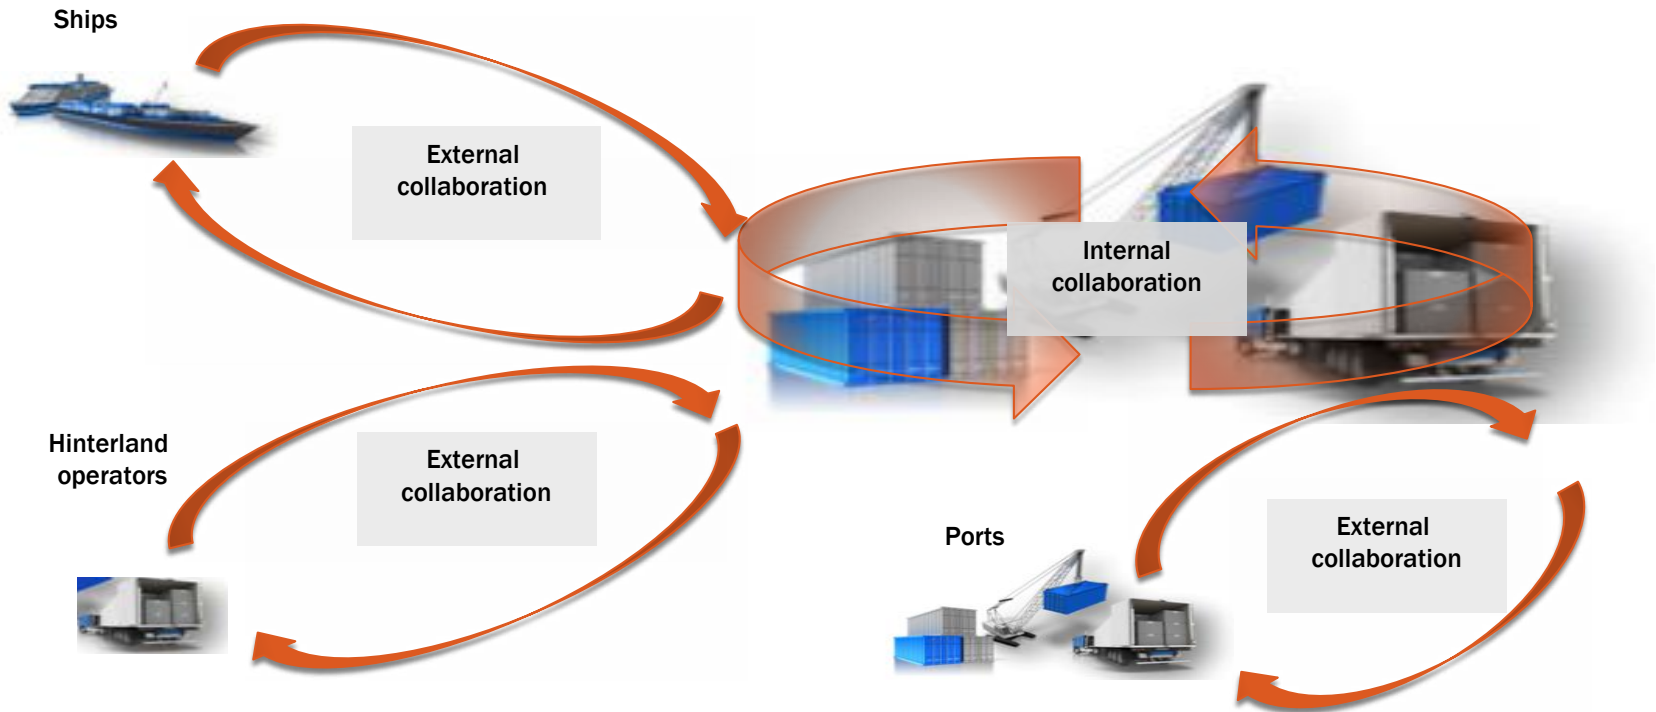 Ships
External
collaboration
Internal
collaboration
Hinterland
operators
External
collaboration
Ports
External
collaboration